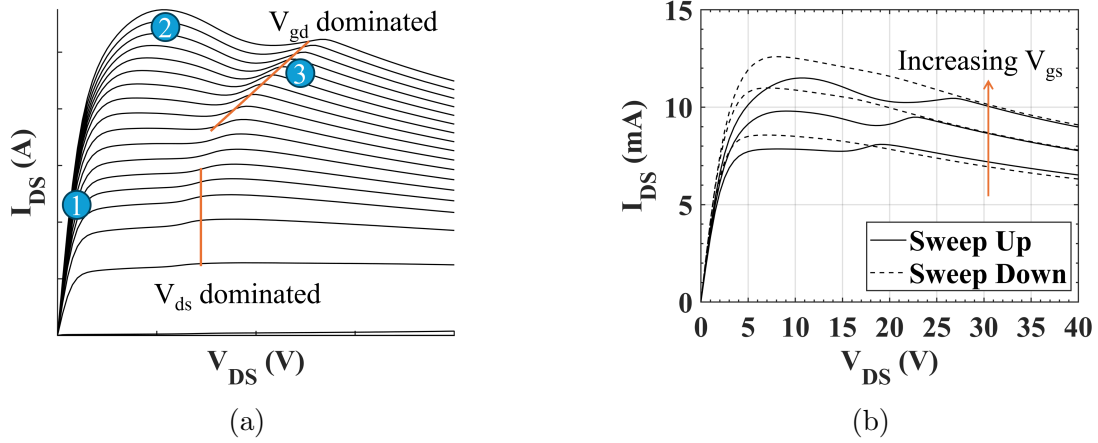 V_gd dominated
2
3
1
V_ds dominated
I_DS (A)
V_DS (V)
(a)
15
10
5
0
Increasing V_gs
Sweep Up
Sweep Down
0 5 10 15 20 25 30 35 40
I_DS (mA)
V_DS (V)
(b)